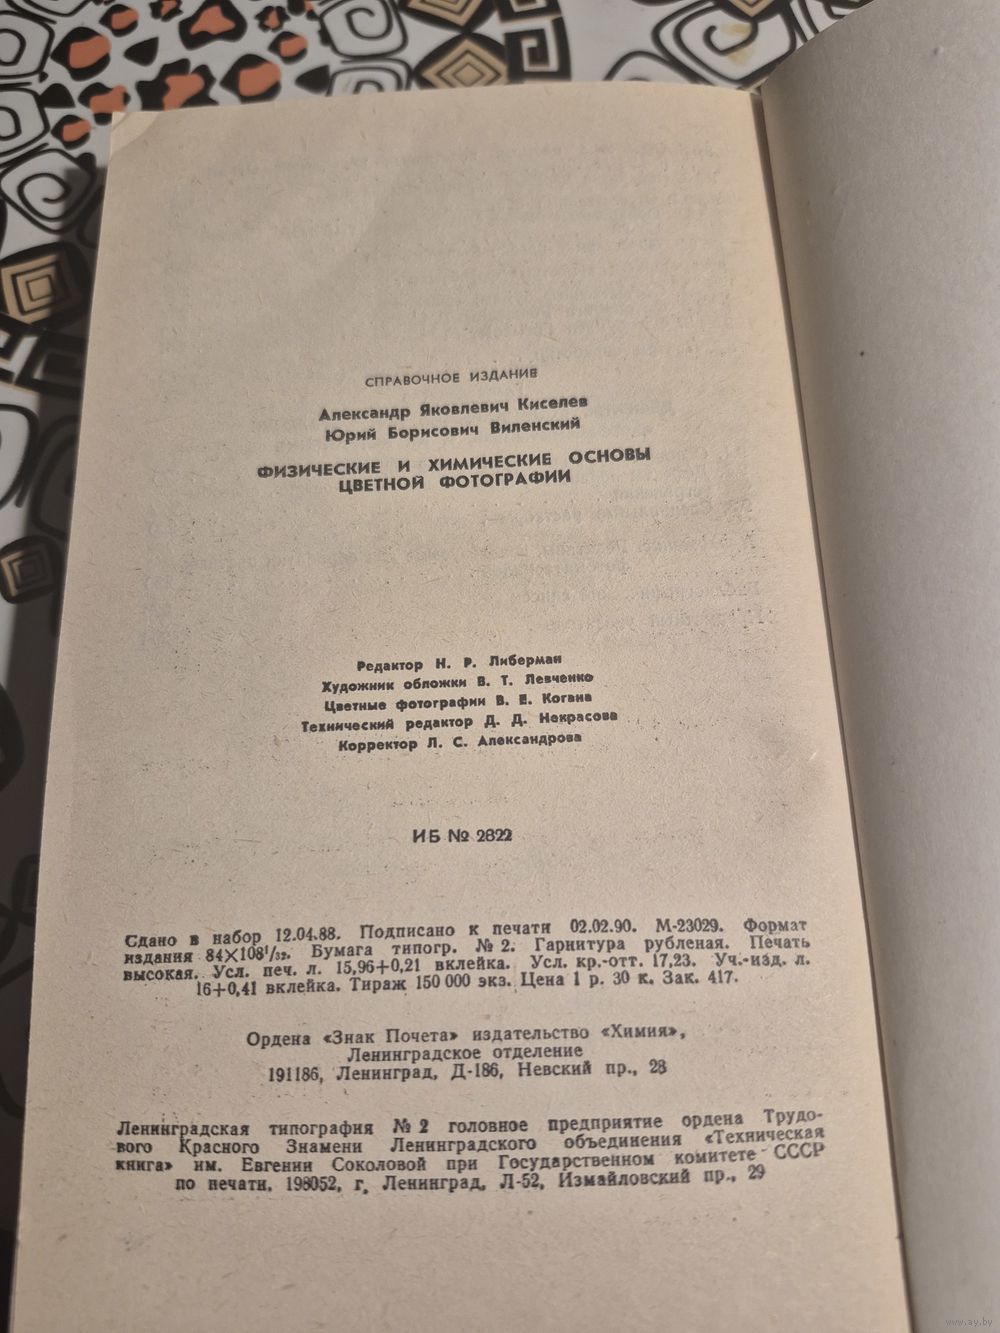 СПРАВОЧНОЕ ИЗДАНИЕ
Александр Яковлевич Киселев
Юрий Борисович Виленский
ФИЗИЧЕСКИЕ И ХИМИЧЕСКИЕ ОСНОВЫ
ЦВЕТНОЙ ФОТОГРАФИИ
Редактор Н. Р. Либерман
Художник обложки В. Т. Левченко
Цветные фотографии В. Е. Когана
Технический редактор Д. Д. Некрасова
Корректор Л. С. Александрова
ИБ № 2822
Сдано в набор 12.04.88. Подписано к печати 02.02.90. М-23029. Формат
издания 84×108¹/₃₂. Бумага типогр. № 2. Гарнитура рубленая. Печать
высокая. Усл. печ. л. 15,96+0,21 вклейка. Усл. кр.-отт. 17,23. Уч.-изд. л.
16+0,41 вклейка. Тираж 150 000 экз. Цена 1 р. 30 к. Зак. 417.
Ордена «Знак Почета» издательство «Химия»,
Ленинградское отделение
191186, Ленинград, Д-186, Невский пр., 28
Ленинградская типография № 2 головное предприятие ордена Трудо-
вого Красного Знамени Ленинградского объединения «Техническая
книга» им. Евгении Соколовой при Государственном комитете СССР
по печати. 198052, г. Ленинград, Л-52, Измайловский пр., 29
www.ay.by